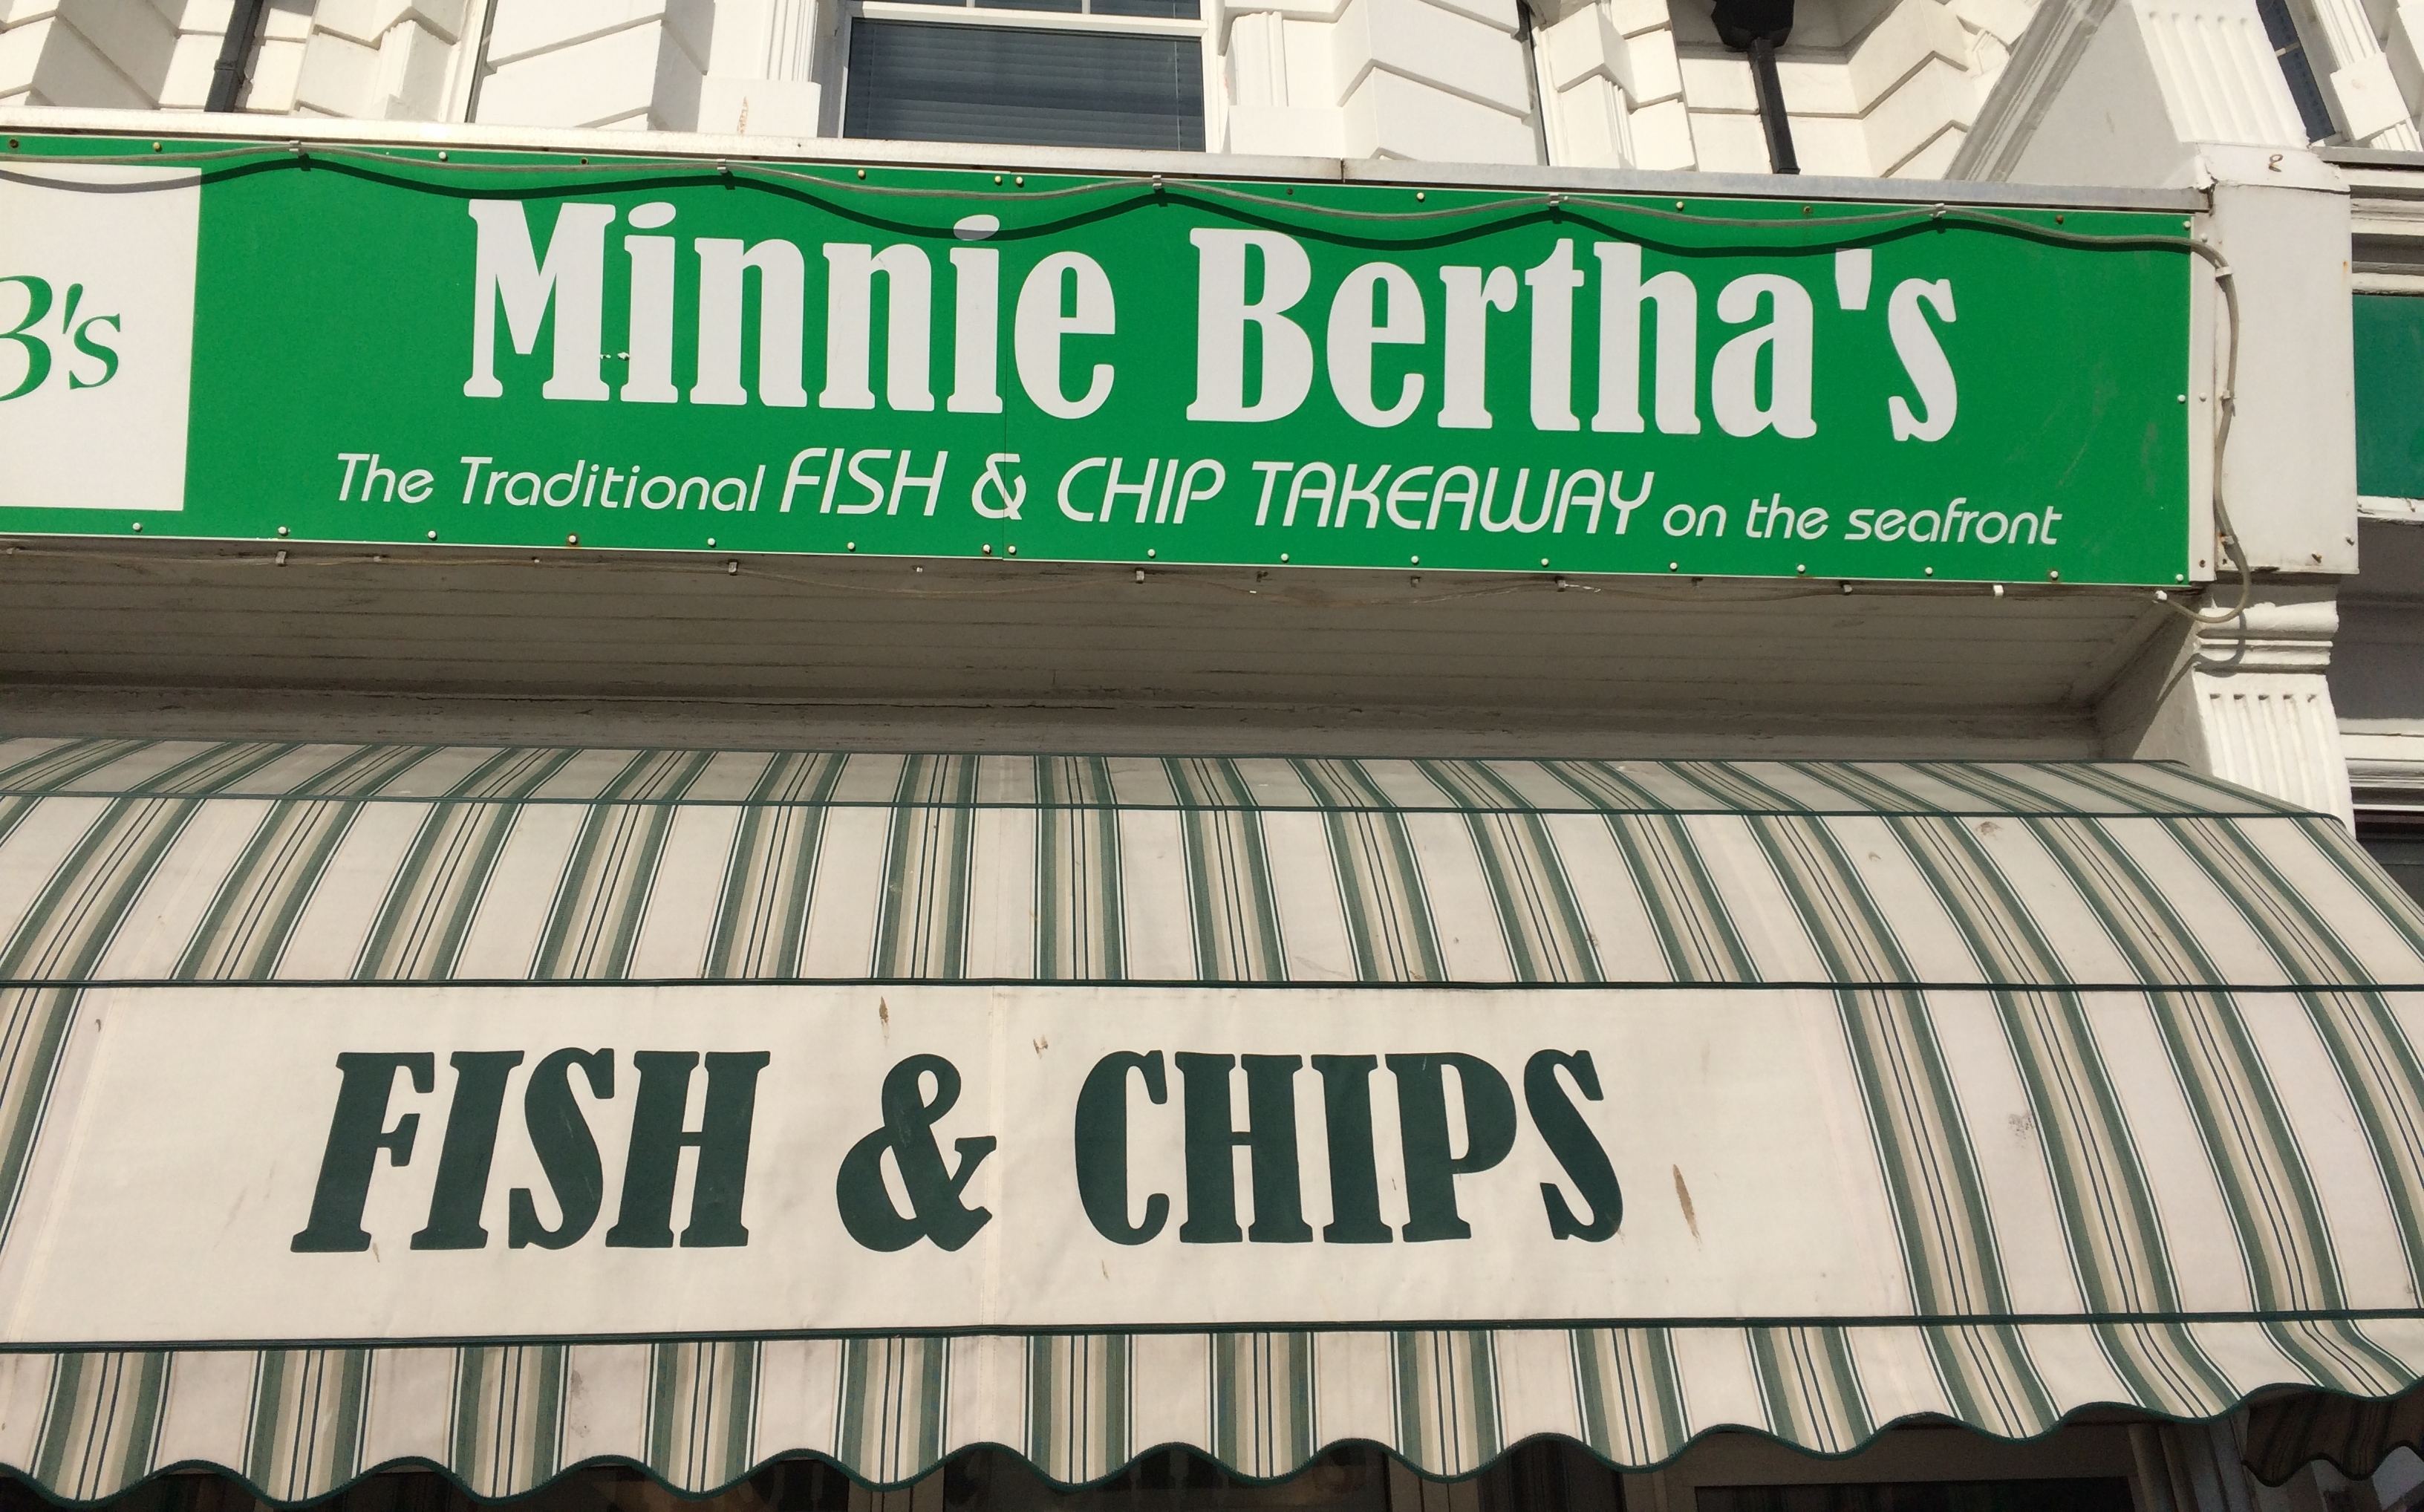 B's
Minnie Bertha's
The Traditional FISH & CHIP TAKEAWAY on the seafront
FISH & CHIPS